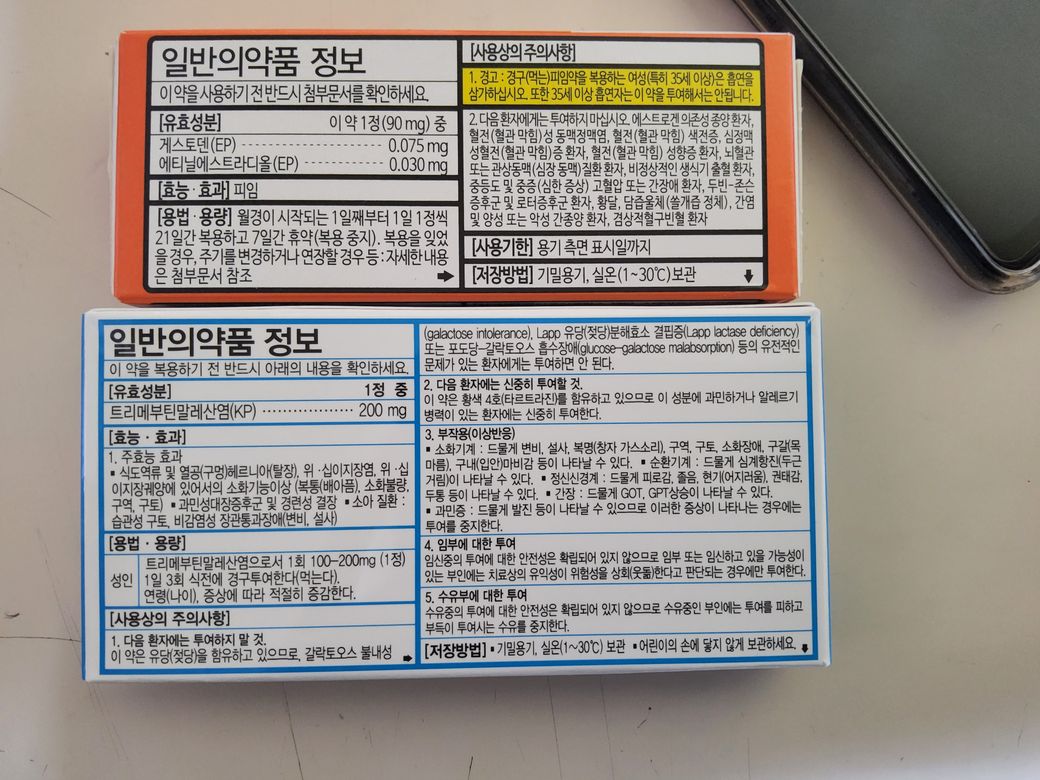 일반의약품 정보
이 약을 사용하기 전 반드시 첨부문서를 확인하세요.
[유효성분] 이 약 1정(90 mg) 중
게스토덴(EP) ------------------------ 0.075 mg
에티닐에스트라디올(EP) ------------ 0.030 mg
[효능·효과] 피임
[용법·용량] 월경이 시작되는 1일째부터 1일 1정씩
21일간 복용하고 7일간 휴약(복용 중지). 복용을 잊었
을 경우, 주기를 변경하거나 연장할 경우 등 : 자세한 내용
은 첨부문서 참조
[사용상의 주의사항]
1. 경고 : 경구(먹는)피임약을 복용하는 여성(특히 35세 이상)은 흡연을
삼가하십시오. 또한 35세 이상 흡연자는 이 약을 투여해서는 안됩니다.
2. 다음 환자에게는 투여하지 마십시오. 에스트로겐 의존성 종양 환자,
혈전(혈관 막힘)성 동맥정맥염, 혈전(혈관 막힘) 색전증, 심정맥
성혈전(혈관 막힘)증 환자, 혈전(혈관 막힘) 성향증 환자, 뇌혈관
또는 관상동맥(심장 동맥)질환 환자, 비정상적인 생식기 출혈 환자,
중등도 및 중증(심한 증상) 고혈압 또는 간장애 환자, 두빈-존슨
증후군 및 로터증후군 환자, 황달, 담즙울체(쓸개즙 정체), 간염
및 양성 또는 악성 간종양 환자, 겸상적혈구빈혈 환자
[사용기한] 용기 측면 표시일까지
[저장방법] 기밀용기, 실온(1~30℃)보관
일반의약품 정보
이 약을 복용하기 전 반드시 아래의 내용을 확인하세요.
[유효성분] 1정 중
트리메부틴말레산염(KP) ·················· 200 mg
[효능·효과]
1. 주효능 효과
▪ 식도역류 및 열공(구멍)헤르니아(탈장), 위·십이지장염, 위·십
이지장궤양에 있어서의 소화기능이상 (복통(배아픔), 소화불량,
구역, 구토) ▪ 과민성대장증후군 및 경련성 결장 ▪ 소아 질환 :
습관성 구토, 비감염성 장관통과장애(변비, 설사)
[용법·용량]
성인 트리메부틴말레산염으로서 1회 100-200mg (1정)
1일 3회 식전에 경구투여한다(먹는다).
연령(나이), 증상에 따라 적절히 증감한다.
[사용상의 주의사항]
1. 다음 환자에는 투여하지 말 것.
이 약은 유당(젖당)을 함유하고 있으므로, 갈락토오스 불내성
(galactose intolerance), Lapp 유당(젖당)분해효소 결핍증(Lapp lactase deficiency)
또는 포도당-갈락토오스 흡수장애(glucose-galactose malabsorption) 등의 유전적인
문제가 있는 환자에게는 투여하면 안 된다.
2. 다음 환자에는 신중히 투여할 것.
이 약은 황색 4호(타르트라진)를 함유하고 있으므로 이 성분에 과민하거나 알레르기
병력이 있는 환자에는 신중히 투여한다.
3. 부작용(이상반응)
▪ 소화기계 : 드물게 변비, 설사, 복명(창자 가스소리), 구역, 구토, 소화장애, 구갈(목
마름), 구내(입안)마비감 등이 나타날 수 있다. ▪ 순환기계 : 드물게 심계항진(두근
거림)이 나타날 수 있다. ▪ 정신신경계 : 드물게 피로감, 졸음, 현기(어지러움), 권태감,
두통 등이 나타날 수 있다. ▪ 간장 : 드물게 GOT, GPT상승이 나타날 수 있다.
▪ 과민증 : 드물게 발진 등이 나타날 수 있으므로 이러한 증상이 나타나는 경우에는
투여를 중지한다.
4. 임부에 대한 투여
임신중의 투여에 대한 안전성은 확립되어 있지 않으므로 임부 또는 임신하고 있을 가능성이
있는 부인에는 치료상의 유익성이 위험성을 상회(웃돎)한다고 판단되는 경우에만 투여한다.
5. 수유부에 대한 투여
수유중의 투여에 대한 안전성은 확립되어 있지 않으므로 수유중인 부인에는 투여를 피하고
부득이 투여시는 수유를 중지한다.
[저장방법] ▪ 기밀용기, 실온(1~30℃) 보관 ▪ 어린이의 손에 닿지 않게 보관하세요.